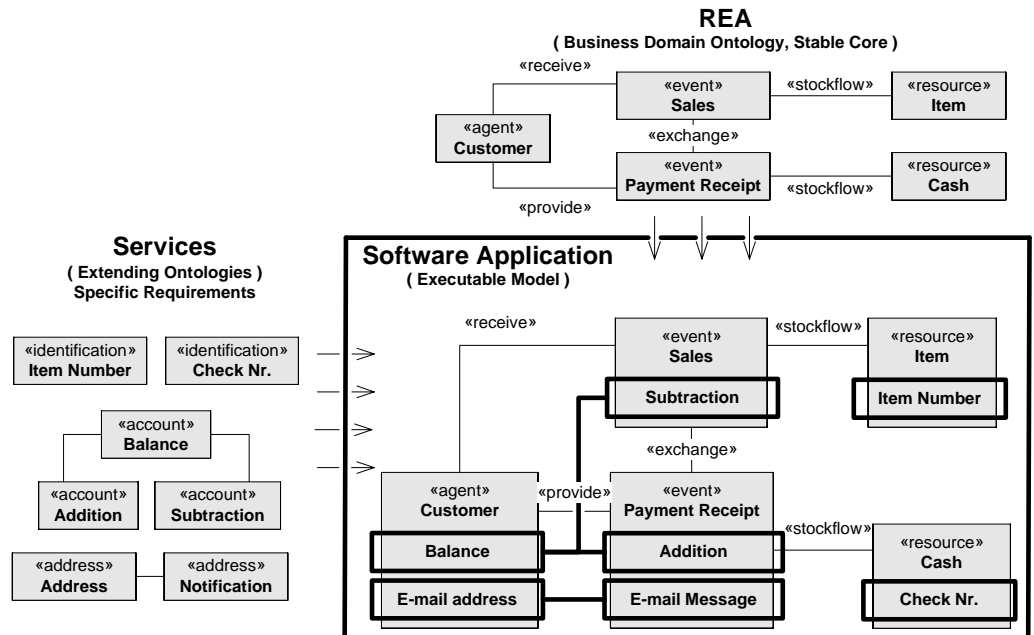 REA
( Business Domain Ontology, Stable Core )
«receive»
«event»
Sales
«stockflow»
«resource»
Item
«agent»
Customer
«exchange»
«event»
Payment Receipt
«stockflow»
«resource»
Cash
«provide»
Services
( Extending Ontologies )
Specific Requirements
«identification»
Item Number
«identification»
Check Nr.
«account»
Balance
«account»
Addition
«account»
Subtraction
«address»
Address
«address»
Notification
Software Application
( Executable Model )
«receive»
«event»
Sales
Subtraction
«stockflow»
«resource»
Item
Item Number
«exchange»
«agent»
Customer
Balance
E-mail address
«provide»
«event»
Payment Receipt
Addition
E-mail Message
«stockflow»
«resource»
Cash
Check Nr.